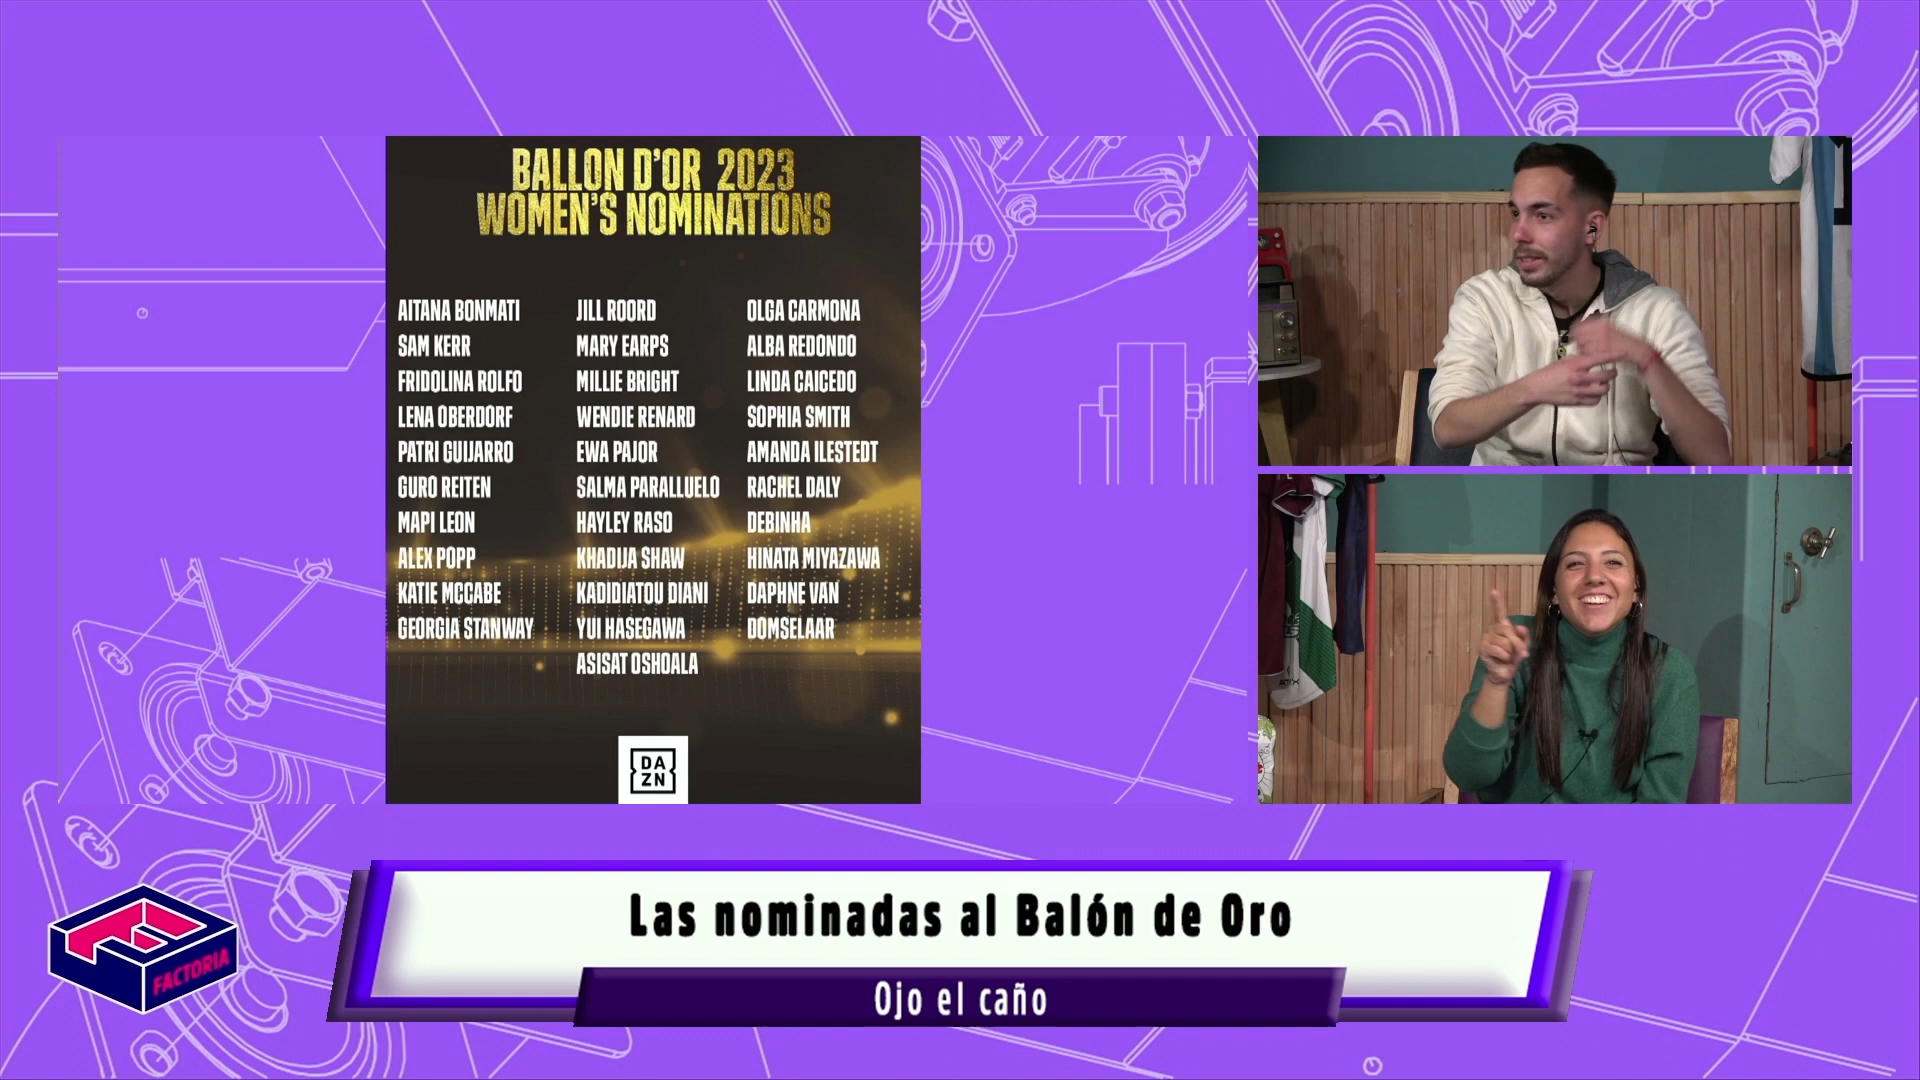 BALLON D'OR 2023
WOMEN'S NOMINATIONS
AITANA BONMATI
SAM KERR
FRIDOLINA ROLFO
LENA OBERDORF
PATRI GUIJARRO
GURO REITEN
MAPI LEON
ALEX POPP
KATIE MCCABE
GEORGIA STANWAY
JILL ROORD
MARY EARPS
MILLIE BRIGHT
WENDIE RENARD
EWA PAJOR
SALMA PARALLUELO
HAYLEY RASO
KHADIJA SHAW
KADIDIATOU DIANI
YUI HASEGAWA
ASISAT OSHOALA
OLGA CARMONA
ALBA REDONDO
LINDA CAICEDO
SOPHIA SMITH
AMANDA ILESTEDT
RACHEL DALY
DEBINHA
HINATA MIYAZAWA
DAPHNE VAN
DOMSELAAR
DA
ZN
Las nominadas al Balón de Oro
Ojo el caño
FACTORIA